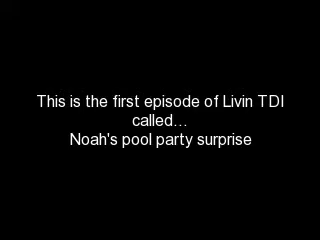 This is the first episode of Livin TDI
called...
Noah's pool party surprise